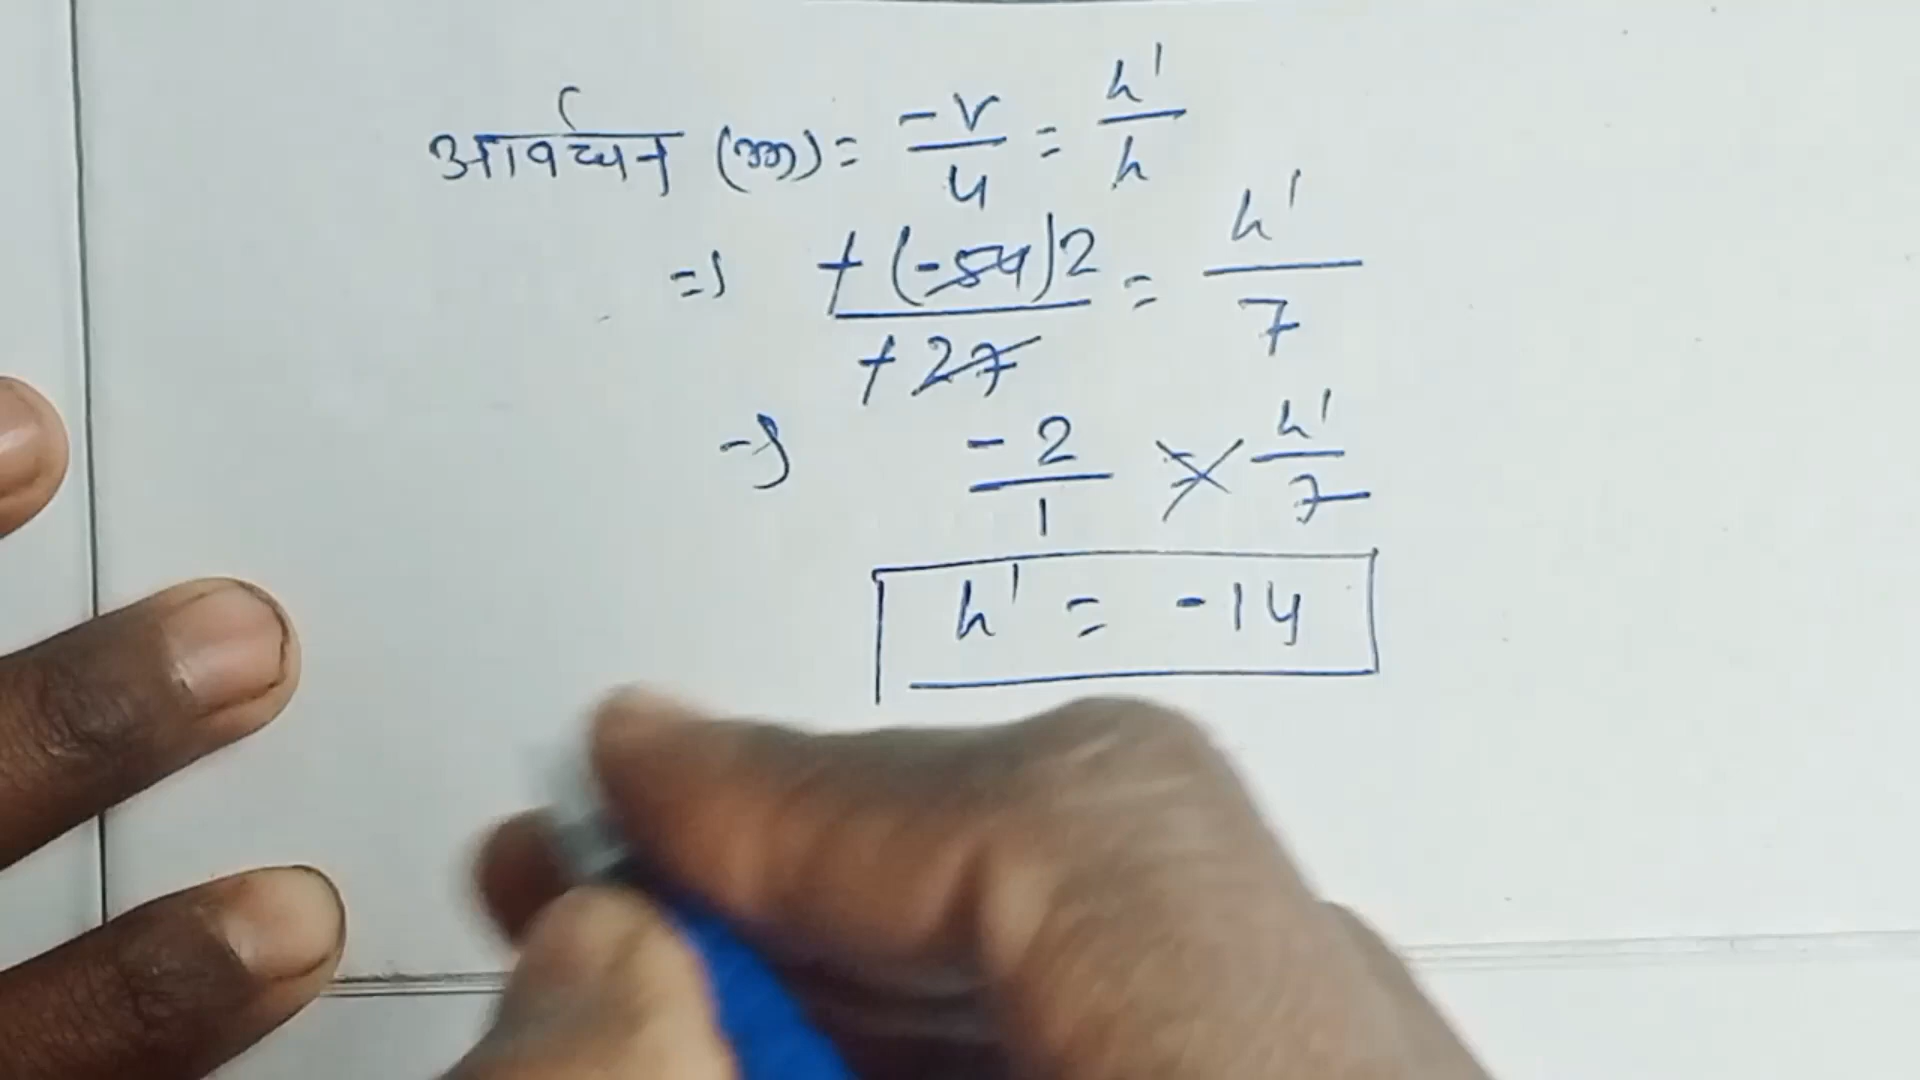 आवर्धन (m) = -v/u = h'/h
=> + (-54)2 / +27 = h'/7
-> -2/1 = h'/7
h' = -14